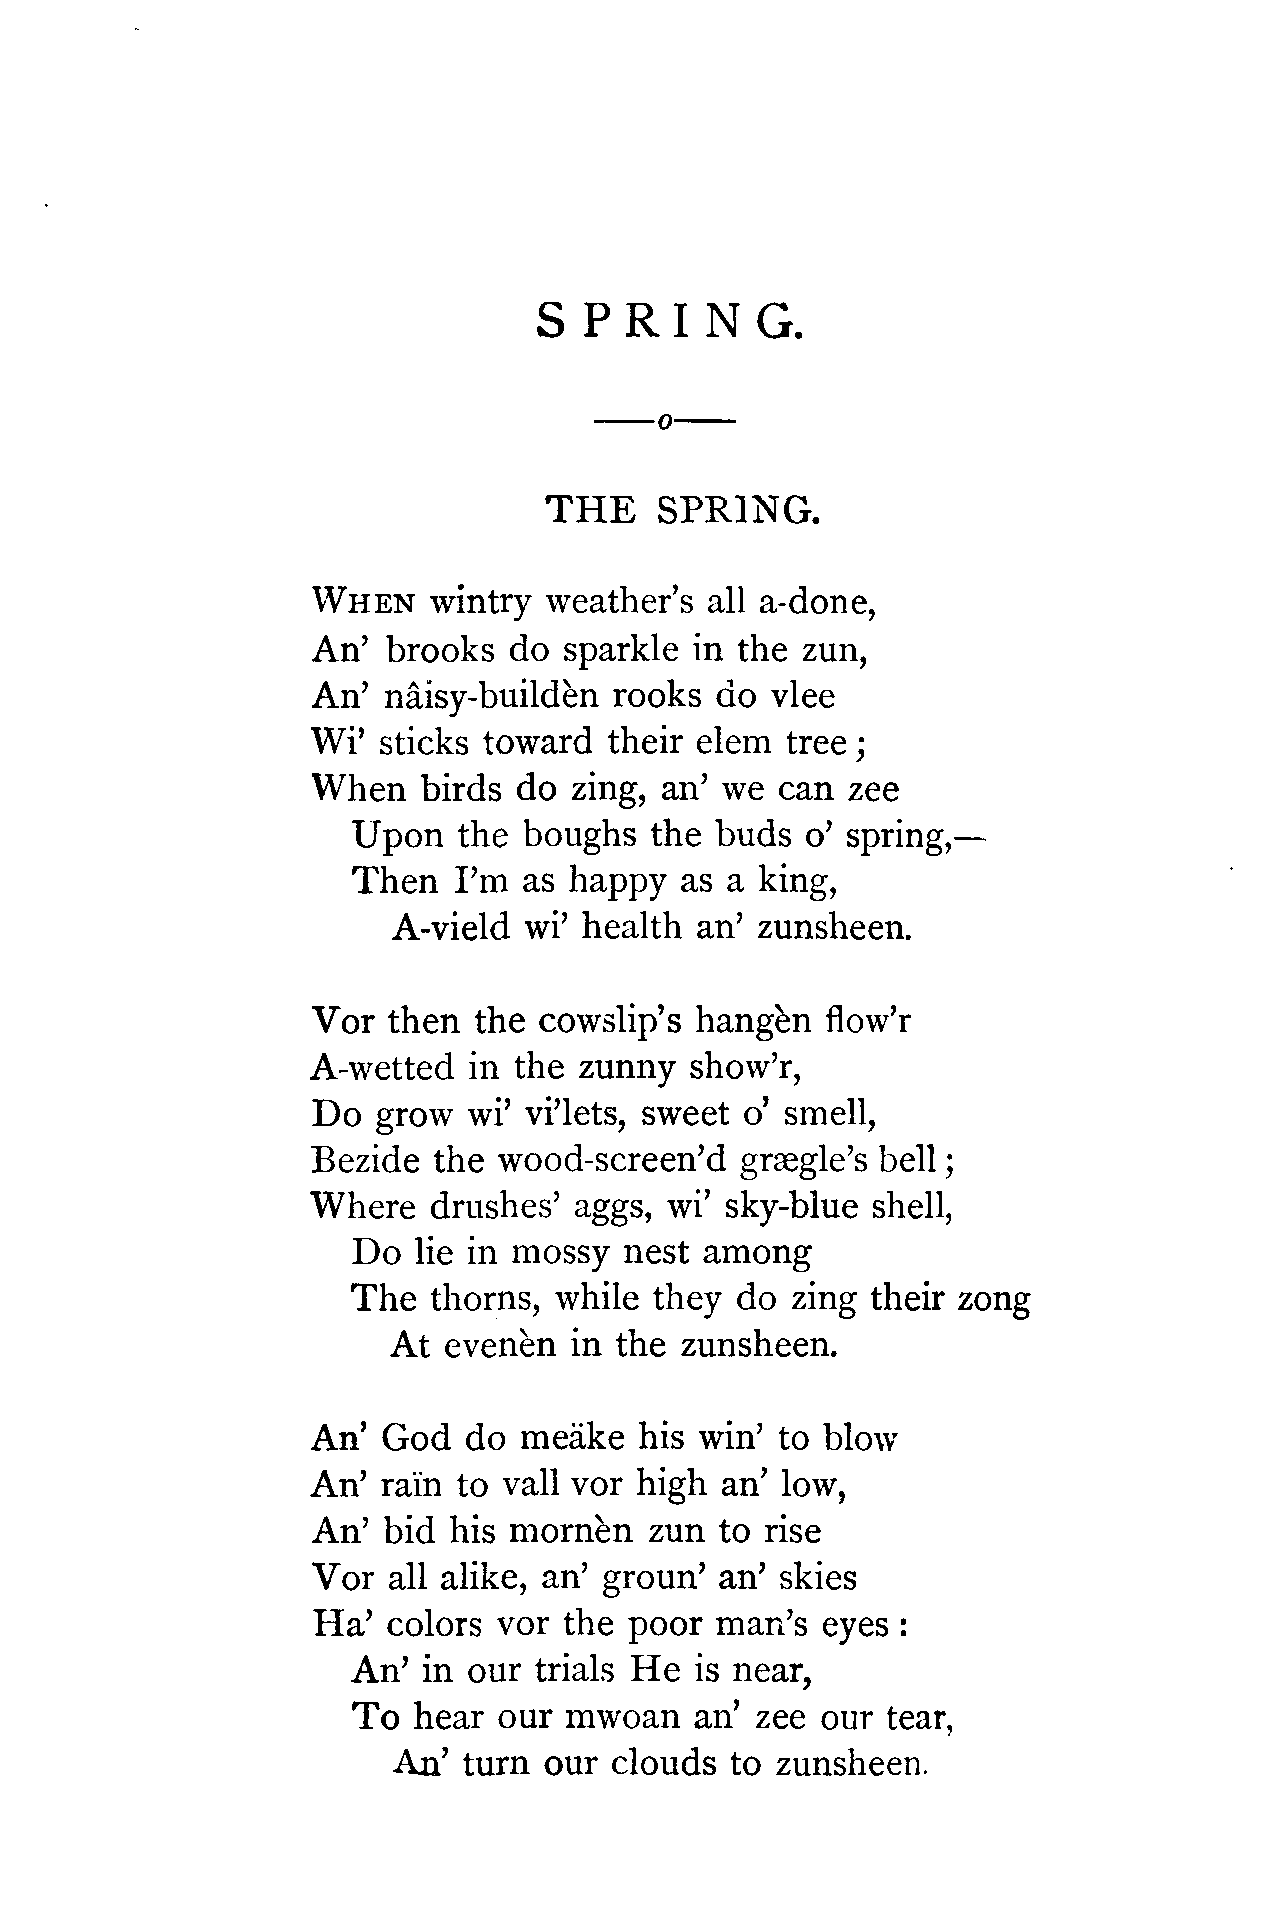 SPRING.
—o—
THE SPRING.
WHEN wintry weather's all a-done,
An' brooks do sparkle in the zun,
An' nâisy-buildèn rooks do vlee
Wi' sticks toward their elem tree;
When birds do zing, an' we can zee
Upon the boughs the buds o' spring,—
Then I'm as happy as a king,
A-vield wi' health an' zunsheen.
Vor then the cowslip's hangèn flow'r
A-wetted in the zunny show'r,
Do grow wi' vi'lets, sweet o' smell,
Bezide the wood-screen'd grægle's bell;
Where drushes' aggs, wi' sky-blue shell,
Do lie in mossy nest among
The thorns, while they do zing their zong
At evenèn in the zunsheen.
An' God do meäke his win' to blow
An' raïn to vall vor high an' low,
An' bid his mornèn zun to rise
Vor all alike, an' groun' an' skies
Ha' colors vor the poor man's eyes:
An' in our trials He is near,
To hear our mwoan an' zee our tear,
An' turn our clouds to zunsheen.